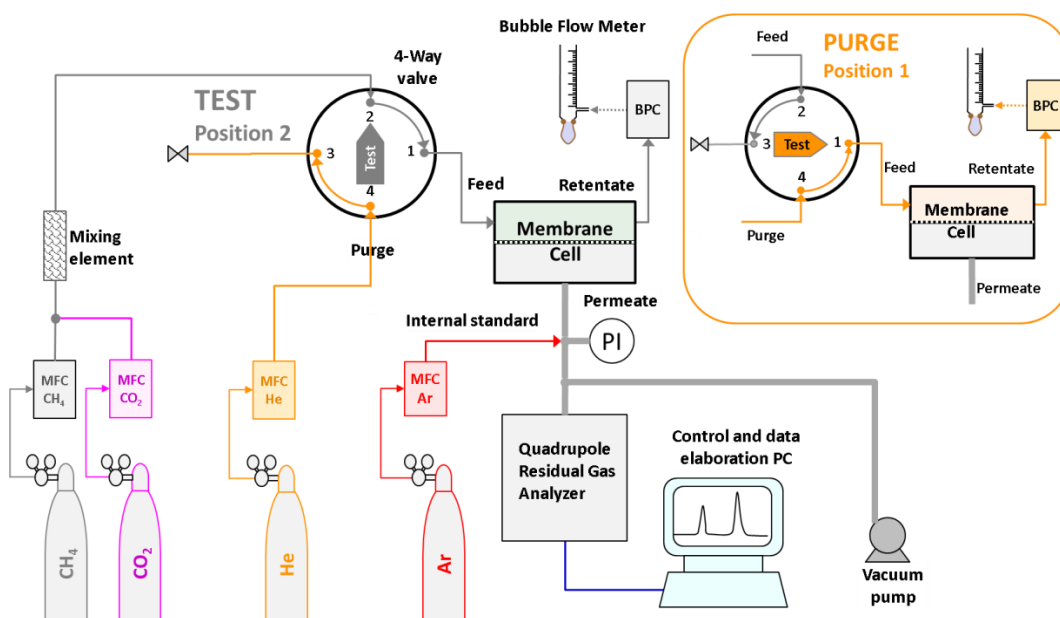 Bubble Flow Meter
4-Way
valve
TEST
Position 2
2
3
1
4
Test
BPC
Feed
Retentate
Purge
Membrane
Cell
Permeate
Mixing
element
Internal standard
PI
MFC
CH₄
MFC
CO₂
MFC
He
MFC
Ar
Quadrupole
Residual Gas
Analyzer
Control and data
elaboration PC
Vacuum
pump
CH₄
CO₂
He
Ar
PURGE
Position 1
Feed
2
3
1
4
Test
Purge
BPC
Feed
Retentate
Membrane
Cell
Permeate